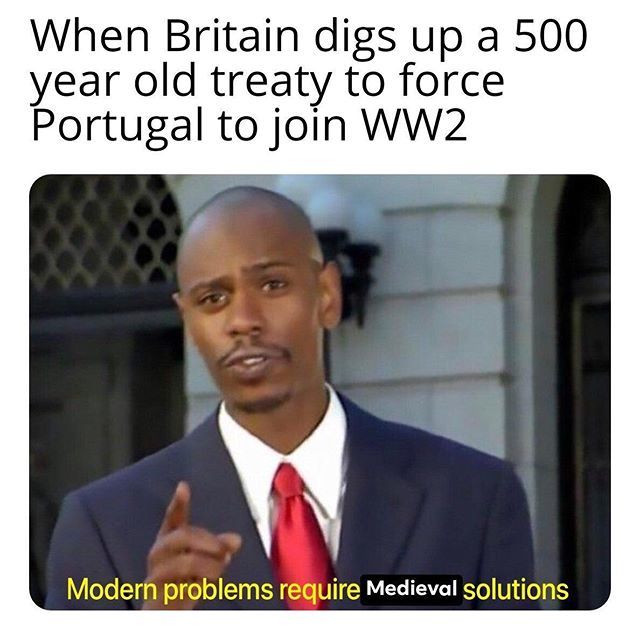 When Britain digs up a 500
year old treaty to force
Portugal to join WW2
Modern problems require Medieval solutions